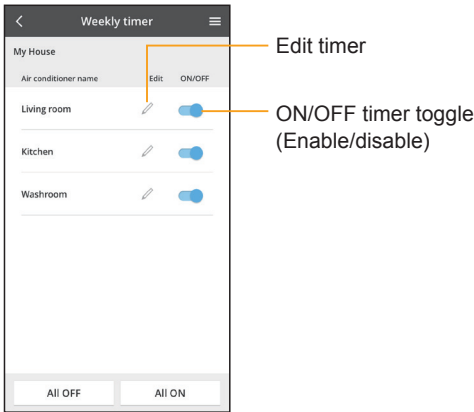 Weekly timer
My House
Air conditioner name Edit ON/OFF
Living room
Kitchen
Washroom
All OFF All ON
Edit timer
ON/OFF timer toggle
(Enable/disable)